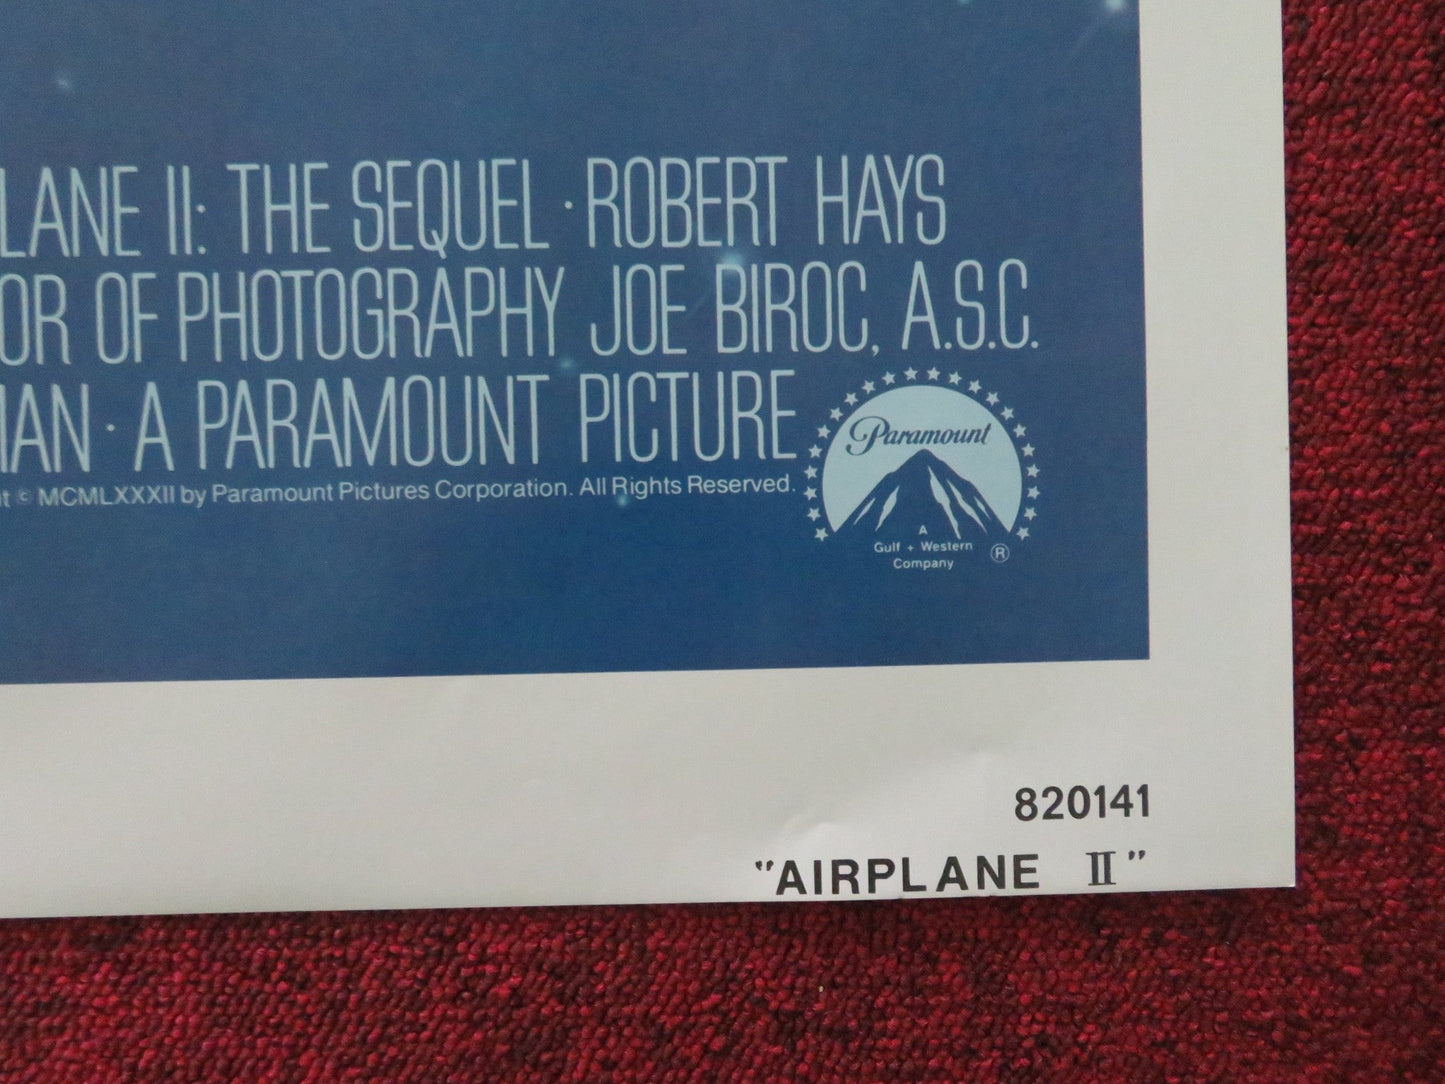 LANE II: THE SEQUEL · ROBERT HAYS
OR OF PHOTOGRAPHY JOE BIROC, A.S.C.
MAN · A PARAMOUNT PICTURE
t © MCMLXXXII by Paramount Pictures Corporation. All Rights Reserved.
Paramount
A
Gulf + Western
Company
®
820141
"AIRPLANE II"